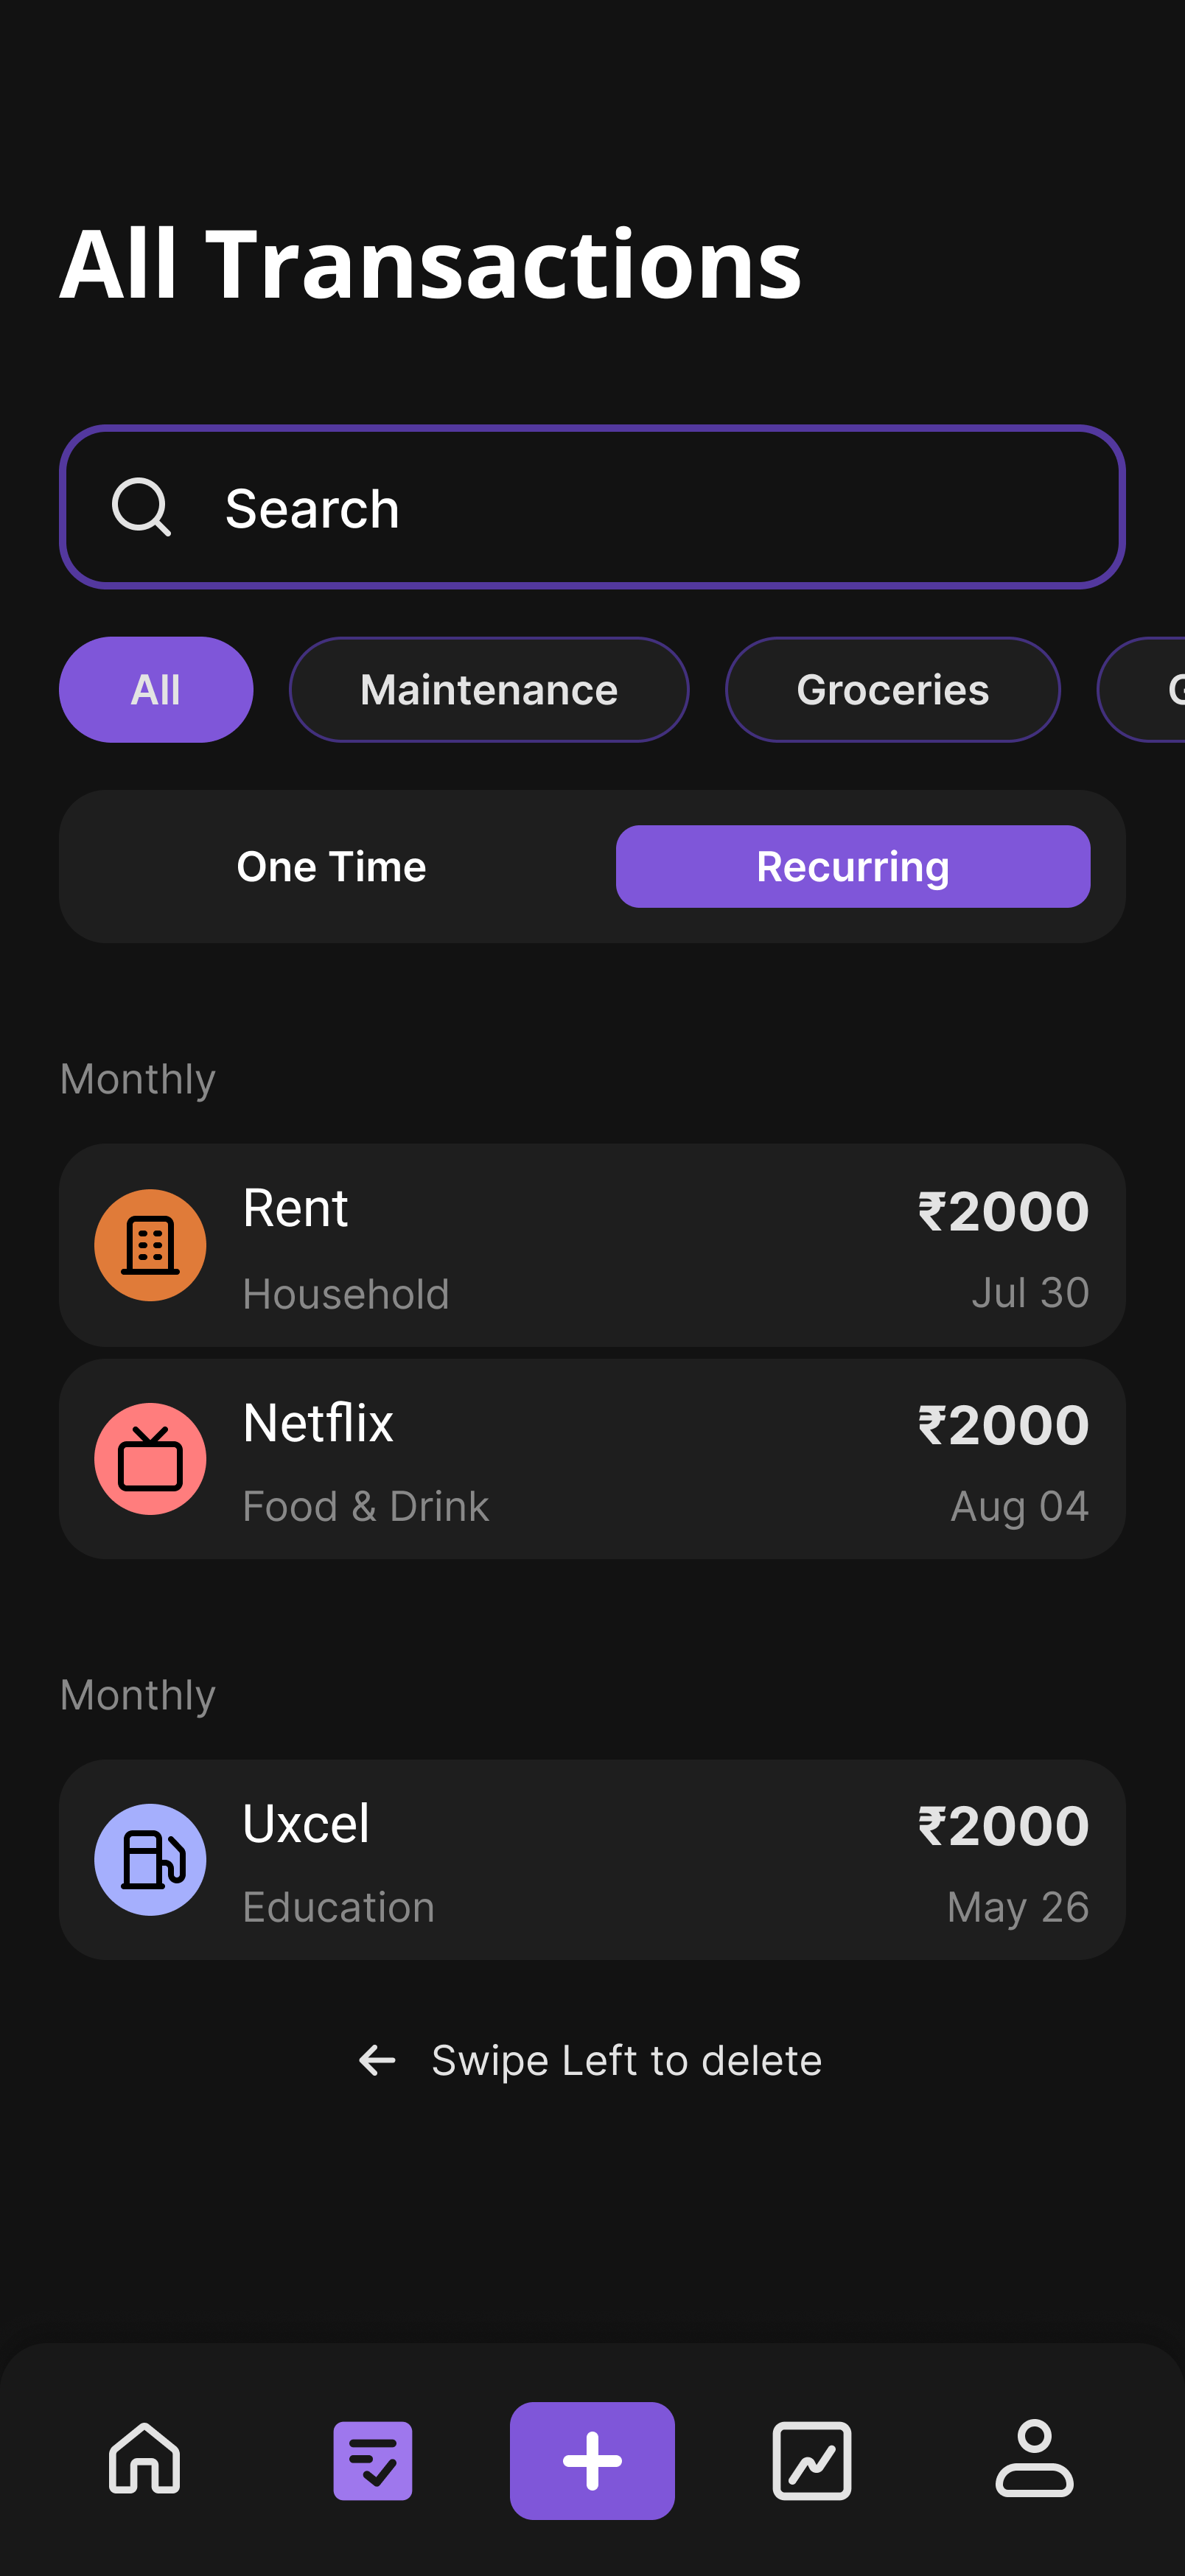 All Transactions
Search
All Maintenance Groceries G
One Time Recurring
Monthly
Rent ₹2000
Household Jul 30
Netflix ₹2000
Food & Drink Aug 04
Monthly
Uxcel ₹2000
Education May 26
← Swipe Left to delete